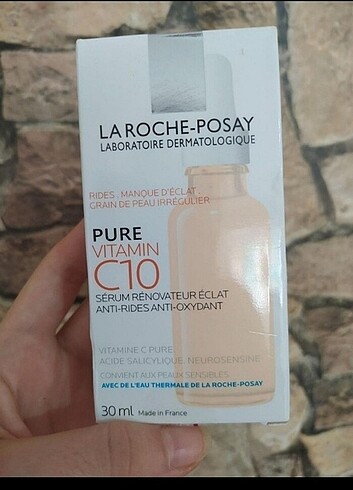 LA ROCHE-POSAY
LABORATOIRE DERMATOLOGIQUE
RIDES . MANQUE D'ÉCLAT .
GRAIN DE PEAU IRRÉGULIER
PURE
VITAMIN
C10
SÉRUM RÉNOVATEUR ÉCLAT
ANTI-RIDES ANTI-OXYDANT
VITAMINE C PURE.
ACIDE SALICYLIQUE. NEUROSENSINE
CONVIENT AUX PEAUX SENSIBLES
AVEC DE L'EAU THERMALE DE LA ROCHE-POSAY
30 ml Made in France